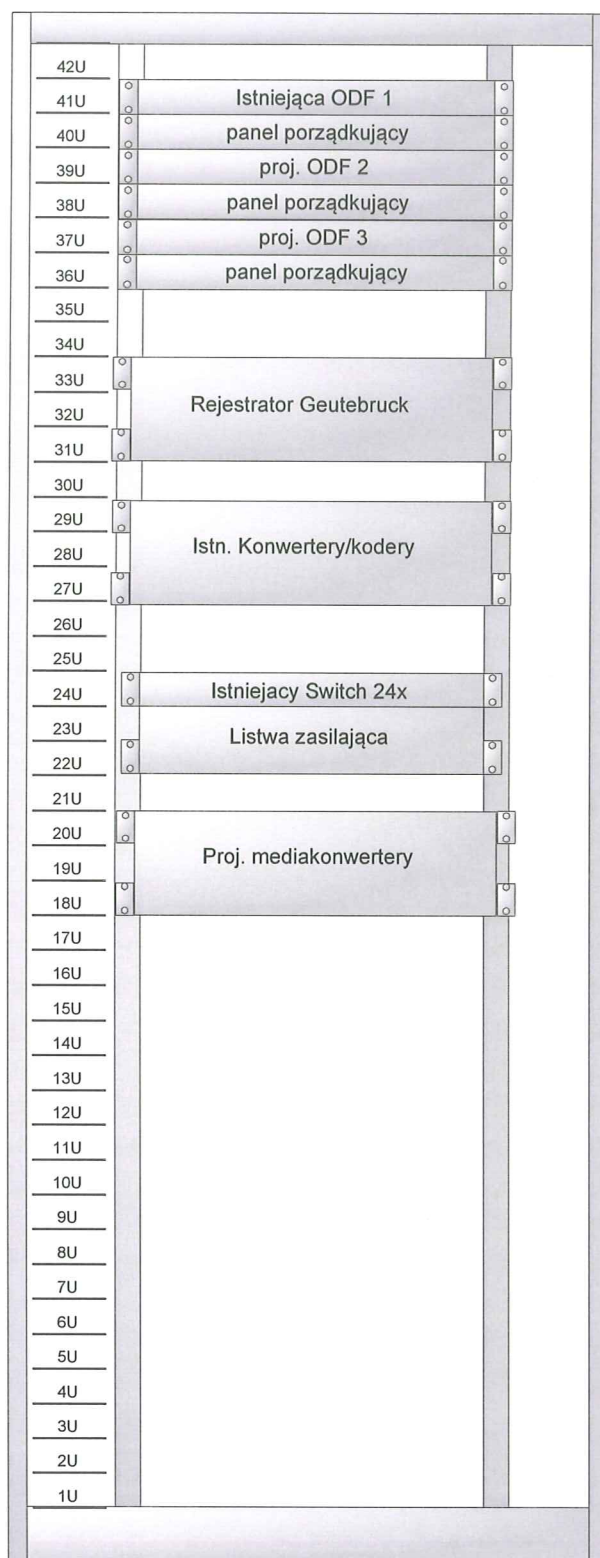 42U
41U Istniejąca ODF 1
40U panel porządkujący
39U proj. ODF 2
38U panel porządkujący
37U proj. ODF 3
36U panel porządkujący
35U
34U
33U
Rejestrator Geutebruck
32U
31U
30U
29U
Istn. Konwertery/kodery
28U
27U
26U
25U
24U Istniejacy Switch 24x
23U Listwa zasilająca
22U
21U
20U
Proj. mediakonwertery
19U
18U
17U
16U
15U
14U
13U
12U
11U
10U
9U
8U
7U
6U
5U
4U
3U
2U
1U